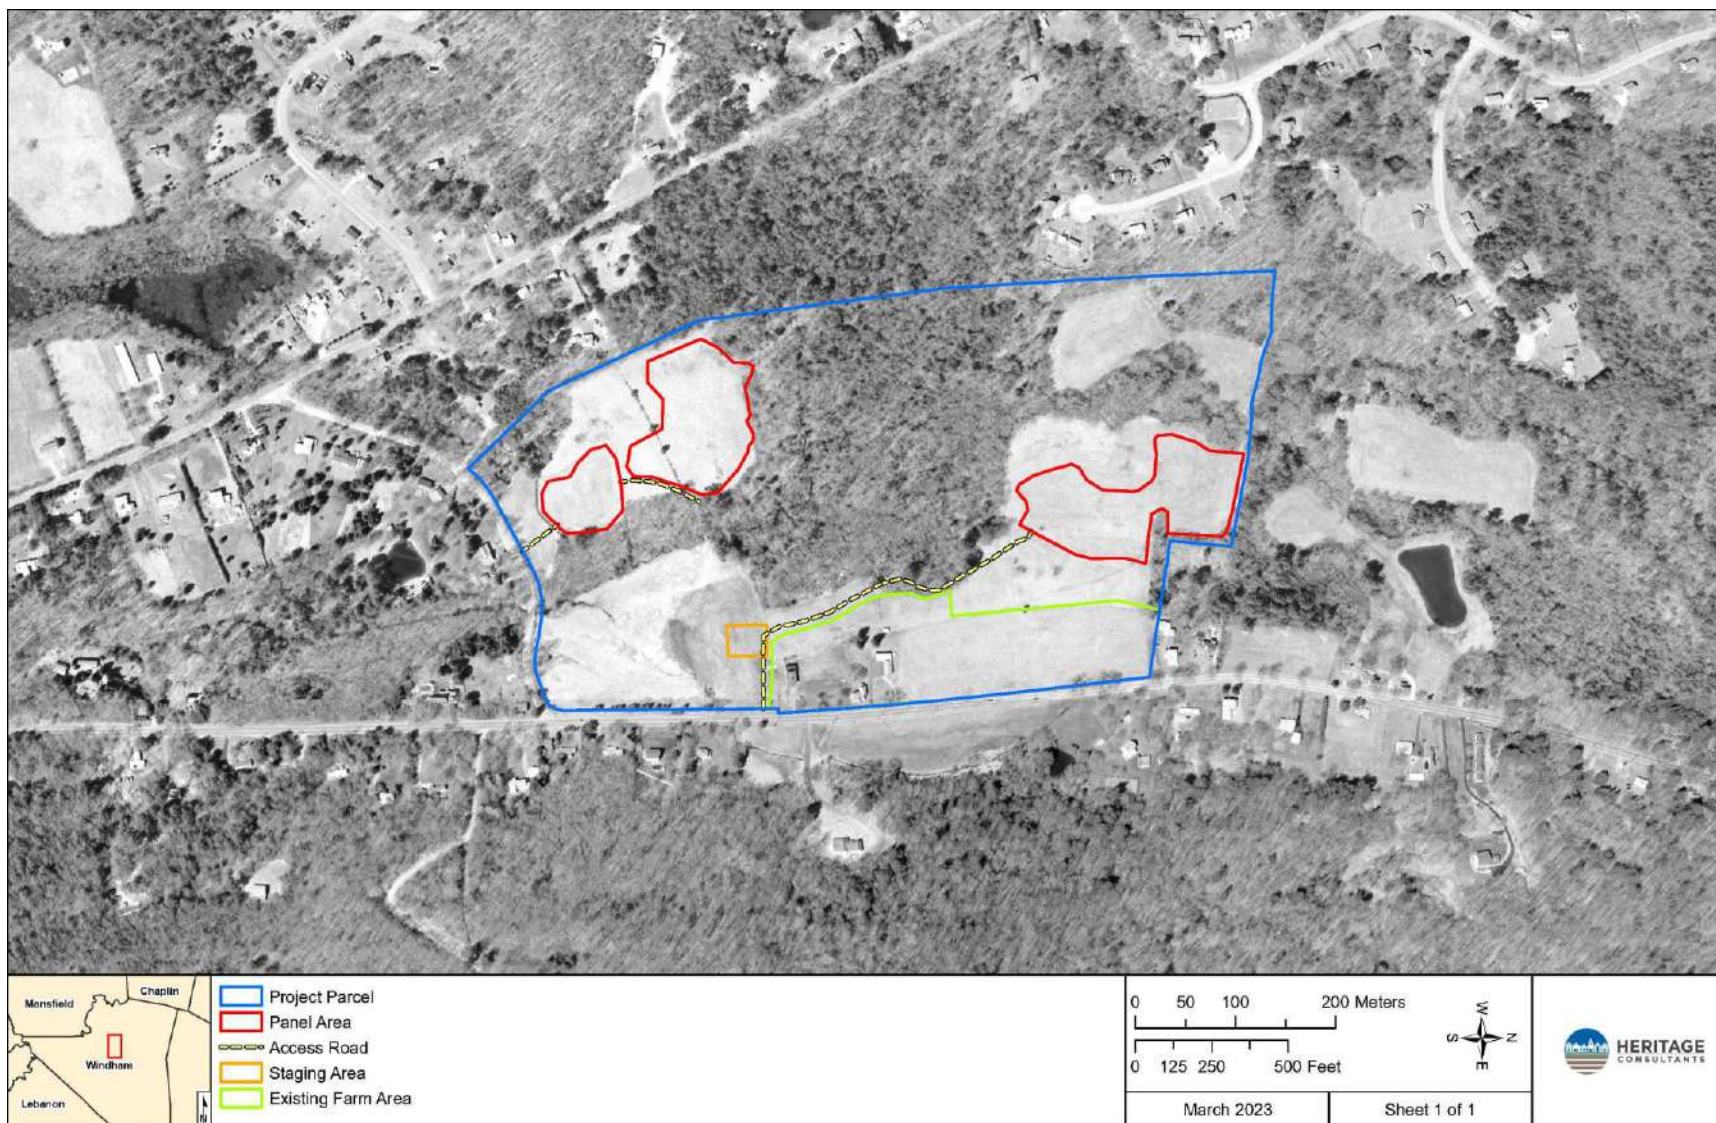 Mansfield
Chaplin
Windham
Lebanon
N
Project Parcel
Panel Area
Access Road
Staging Area
Existing Farm Area
0 50 100 200 Meters
0 125 250 500 Feet
W
S N
E
March 2023
Sheet 1 of 1
HERITAGE
CONSULTANTS